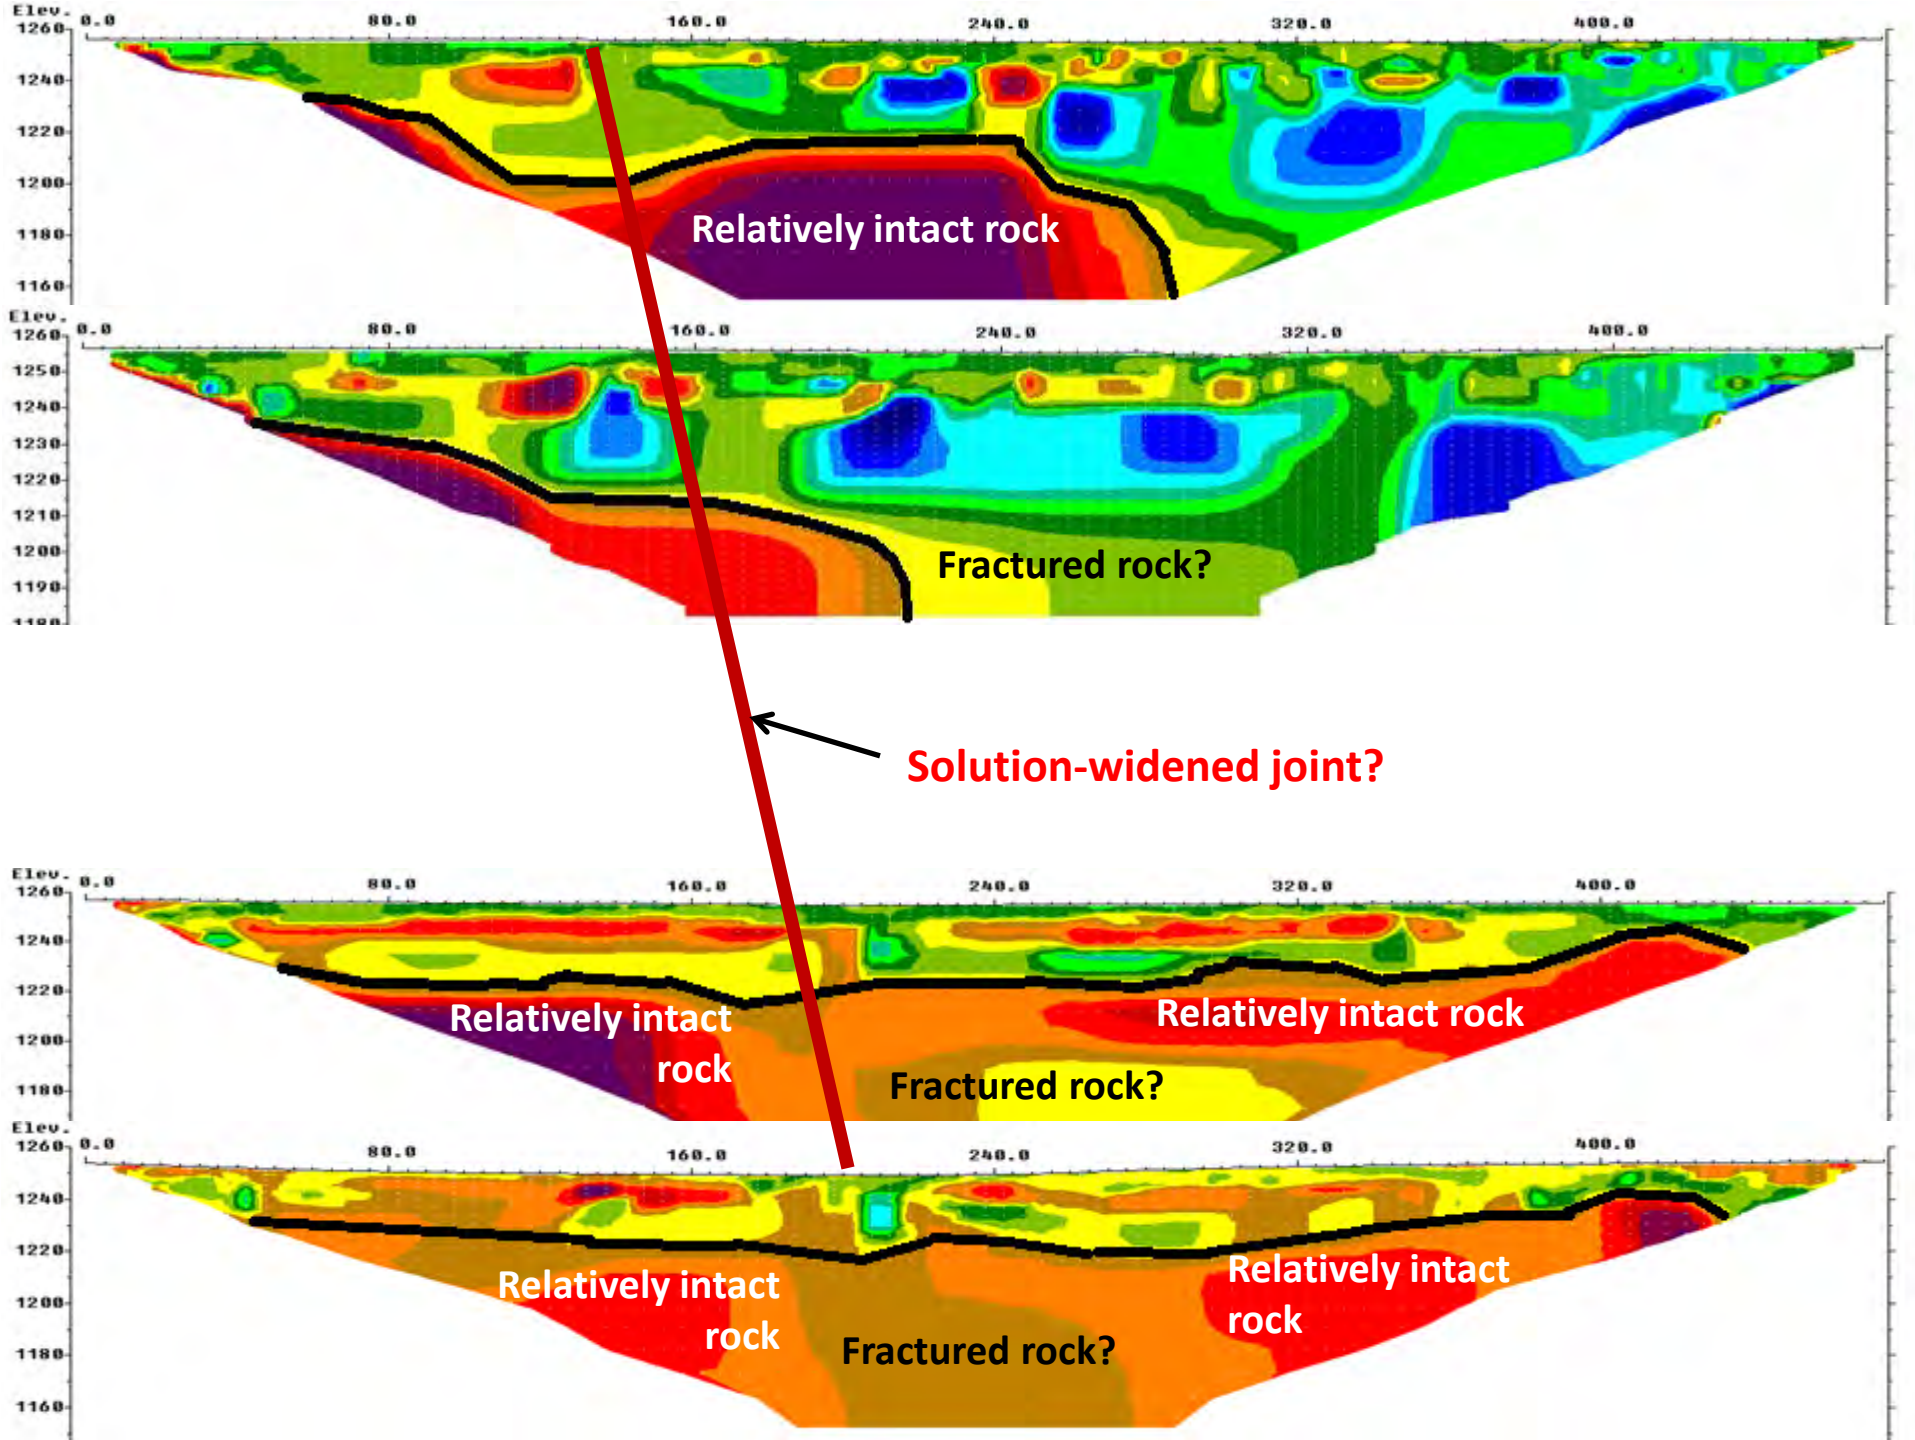 Elev. 0.0 80.0 160.0 240.0 320.0 400.0
1260
1240
1220
1200
1180
1160
Relatively intact rock
Elev. 0.0 80.0 160.0 240.0 320.0 400.0
1260
1250
1240
1230
1220
1210
1200
1190
1180
Fractured rock?
Solution-widened joint?
Elev. 0.0 80.0 160.0 240.0 320.0 400.0
1260
1240
1220
1200
1180
Relatively intact
rock
Relatively intact rock
Fractured rock?
Elev. 0.0 80.0 160.0 240.0 320.0 400.0
1260
1240
1220
1200
1180
1160
Relatively intact
rock
Relatively intact
rock
Fractured rock?